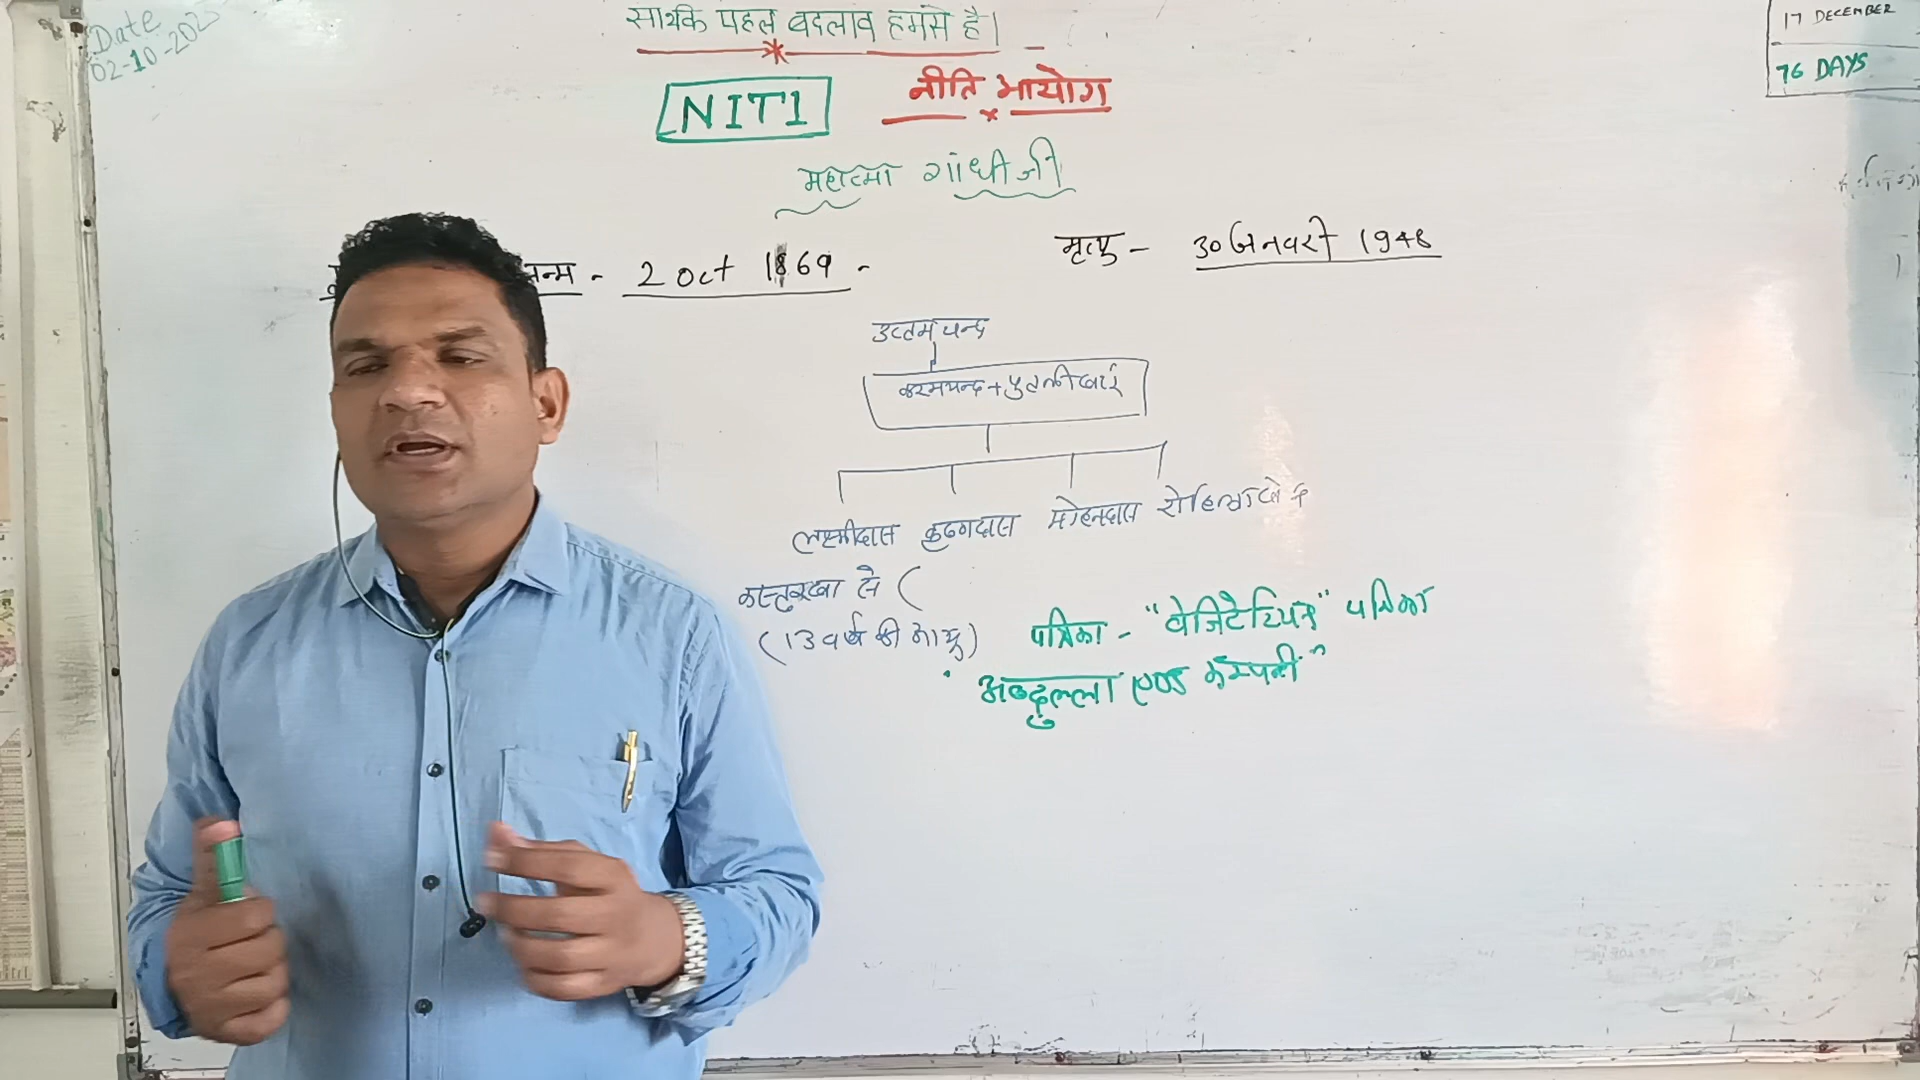 Date
02-10-202
सार्थक पहल बदलाव हमसे है।
17 DECEMBER
76 DAYS
NITI नीति आयोग
महात्मा गांधी जी
जन्म - 2 Oct 1869 -
मृत्यु - 30 जनवरी 1948
उत्तमचन्द
करमचन्द + पुतलीबाई
लक्ष्मीदास कृष्णदास मोहनदास
कस्तूरबा से (
(13 वर्ष की आयु)
पत्रिका - "वेजिटेरियन" पत्रिका
"अब्दुल्ला एण्ड कम्पनी"